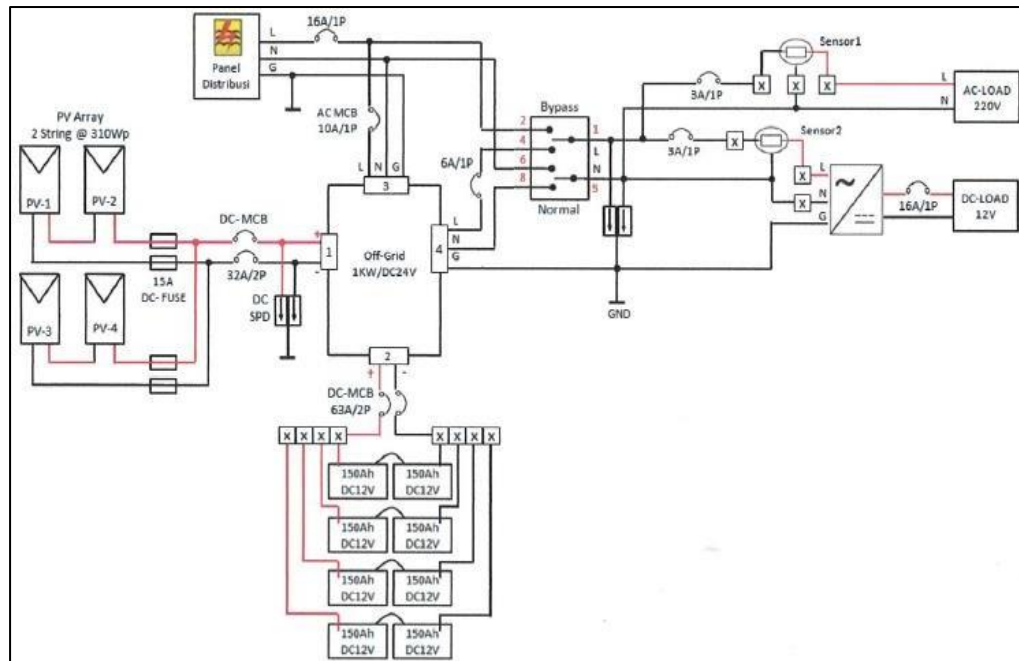 16A/1P
L
N
G
Panel
Distribusi
PV Array
2 String @ 310Wp
PV-1
PV-2
PV-3
PV-4
15A
DC- FUSE
DC- MCB
32A/2P
DC
SPD
AC MCB
10A/1P
L N G
3
1
+
-
Off-Grid
1KW/DC24V
4
L
N
G
2
+
-
6A/1P
Bypass
2
4
6
8
1
L
N
5
Normal
GND
3A/1P
X
X
X
Sensor1
L
N
AC-LOAD
220V
3A/1P
X
Sensor2
X
X
L
N
G
~
16A/1P
DC-LOAD
12V
DC-MCB
63A/2P
X X X X
X X X X
150Ah
DC12V
150Ah
DC12V
150Ah
DC12V
150Ah
DC12V
150Ah
DC12V
150Ah
DC12V
150Ah
DC12V
150Ah
DC12V